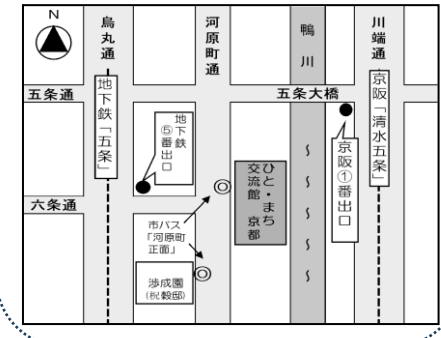 N
烏丸通
河原町通
鴨川
川端通
五条通
五条大橋
地下鉄「五条」
地下鉄
⑤番出口
京阪「清水五条」
京阪①番出口
六条通
ひと・まち
交流館 京都
市バス
「河原町
正面」
渉成園
(枳殻邸)